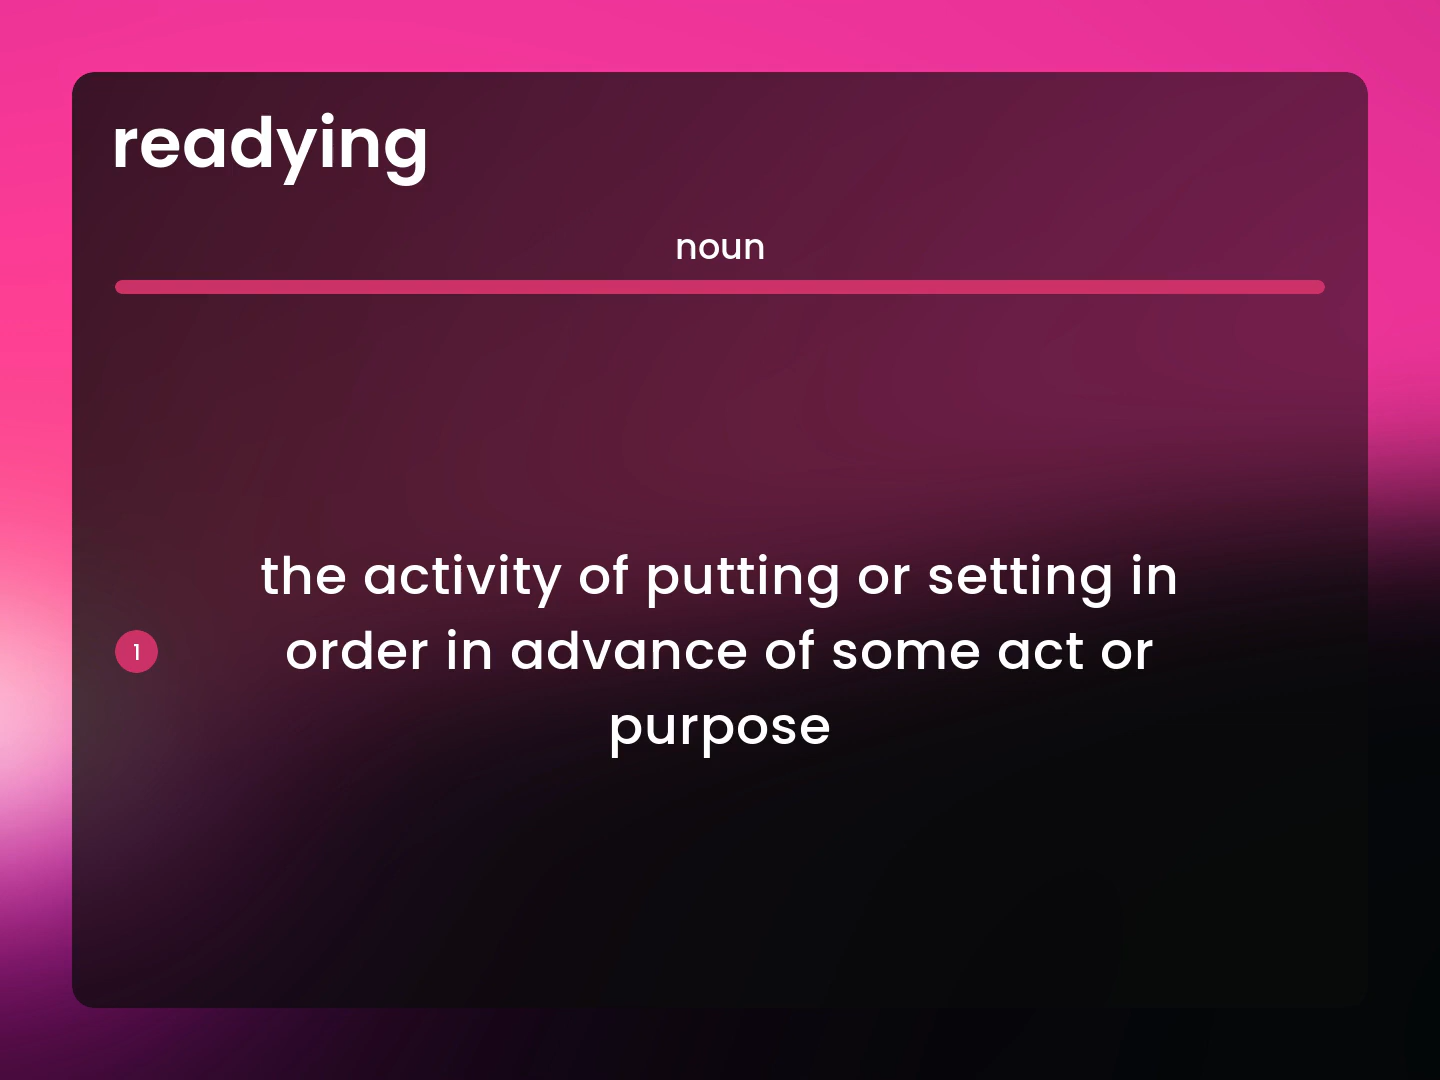 readying
noun
the activity of putting or setting in
1
order in advance of some act or
purpose